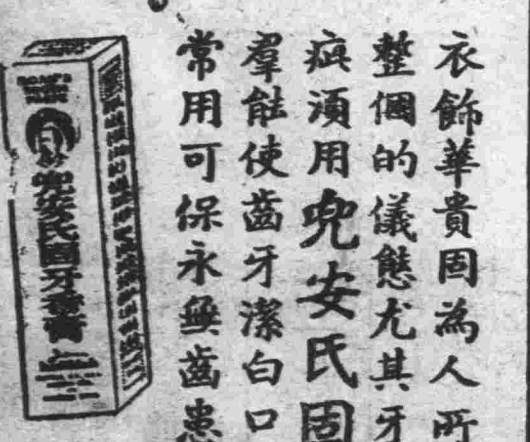 衣飾華貴固為人所
整個的儀態尤其牙
疵須用兜安氏固
羣能使齒牙潔白口
常用可保永無齒患
兜安氏固牙香膏